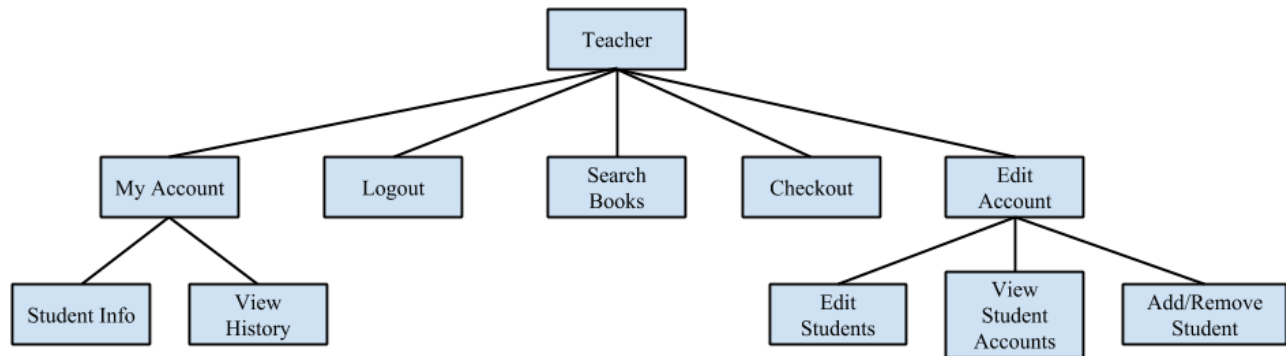 Teacher
My Account
Logout
Search
Books
Checkout
Edit
Account
Student Info
View
History
Edit
Students
View
Student
Accounts
Add/Remove
Student